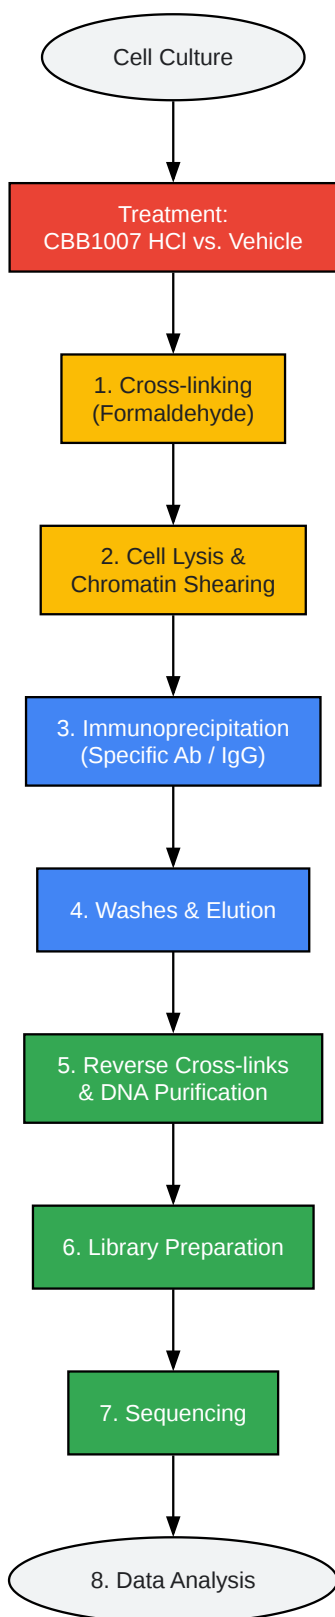 Cell Culture
Treatment:
CBB1007 HCl vs. Vehicle
1. Cross-linking
(Formaldehyde)
2. Cell Lysis &
Chromatin Shearing
3. Immunoprecipitation
(Specific Ab / IgG)
4. Washes & Elution
5. Reverse Cross-links
& DNA Purification
6. Library Preparation
7. Sequencing
8. Data Analysis